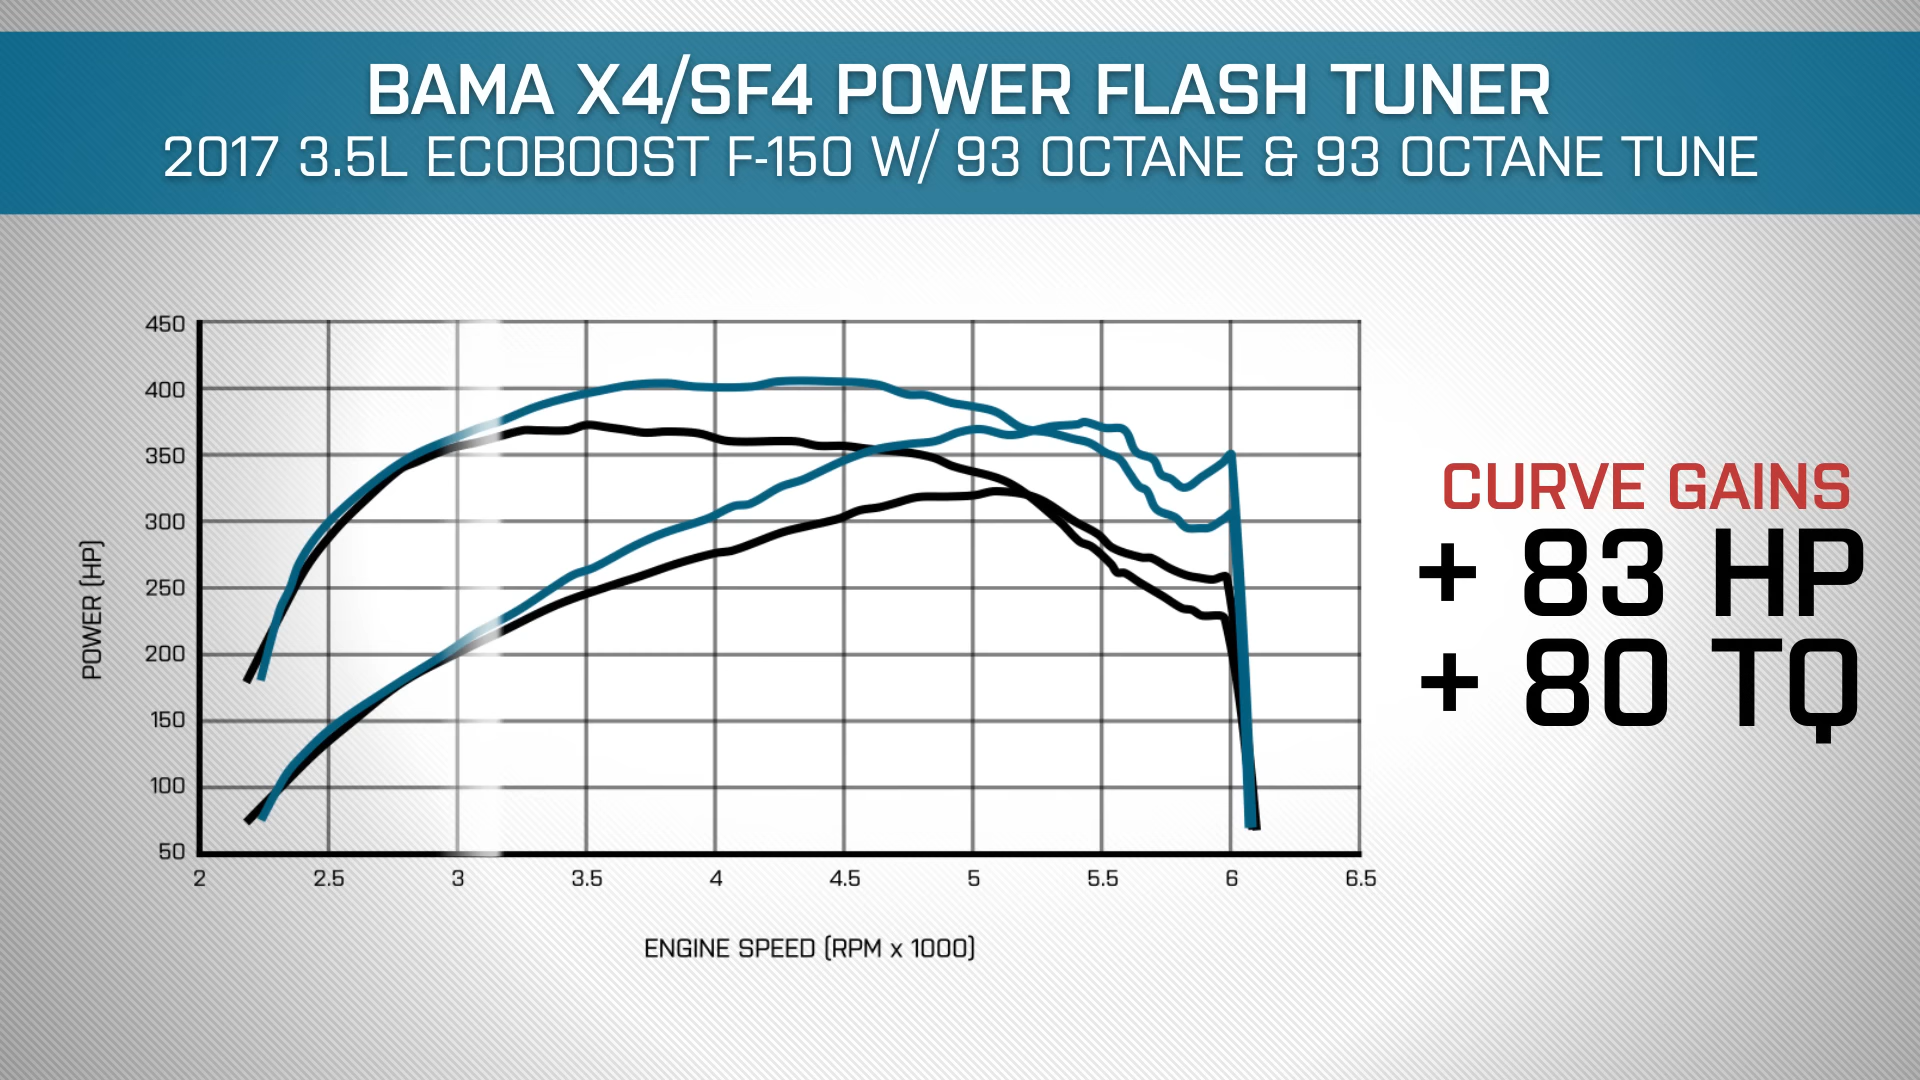 BAMA X4/SF4 POWER FLASH TUNER
2017 3.5L ECOBOOST F-150 W/ 93 OCTANE & 93 OCTANE TUNE
450
400
350
300
250
200
150
100
50
POWER (HP)
2 2.5 3 3.5 4 4.5 5 5.5 6 6.5
ENGINE SPEED (RPM x 1000)
CURVE GAINS
+ 83 HP
+ 80 TQ